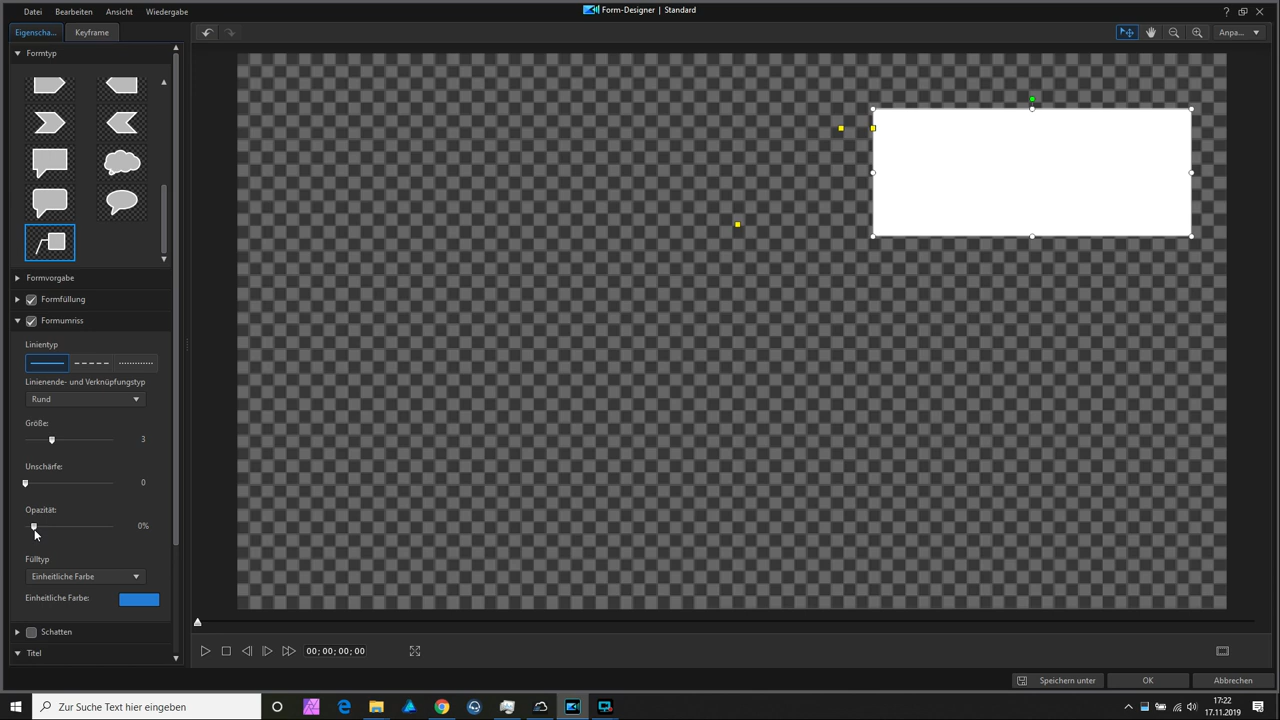 Datei Bearbeiten Ansicht Wiedergabe
Form-Designer | Standard
?
Eigenscha... Keyframe
Anpa...
Formtyp
Formvorgabe
Formfüllung
Formumriss
Linientyp
Linienende- und Verknüpfungstyp
Rund
Größe:
3
Unschärfe:
0
Opazität:
0%
Fülltyp
Einheitliche Farbe
Einheitliche Farbe:
Schatten
Titel
00; 00; 00; 00
Speichern unter OK Abbrechen
Zur Suche Text hier eingeben
17:22
17.11.2019